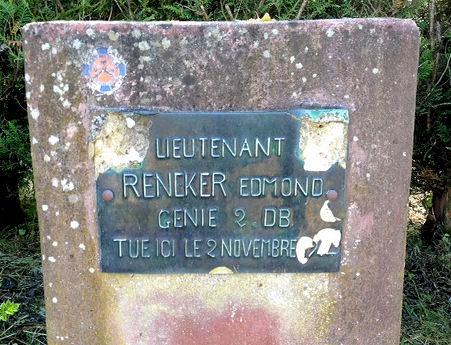 LIEUTENANT
RENCKER EDMOND
GENIE 2. DB
TUE ICI LE 2 NOVEMBRE